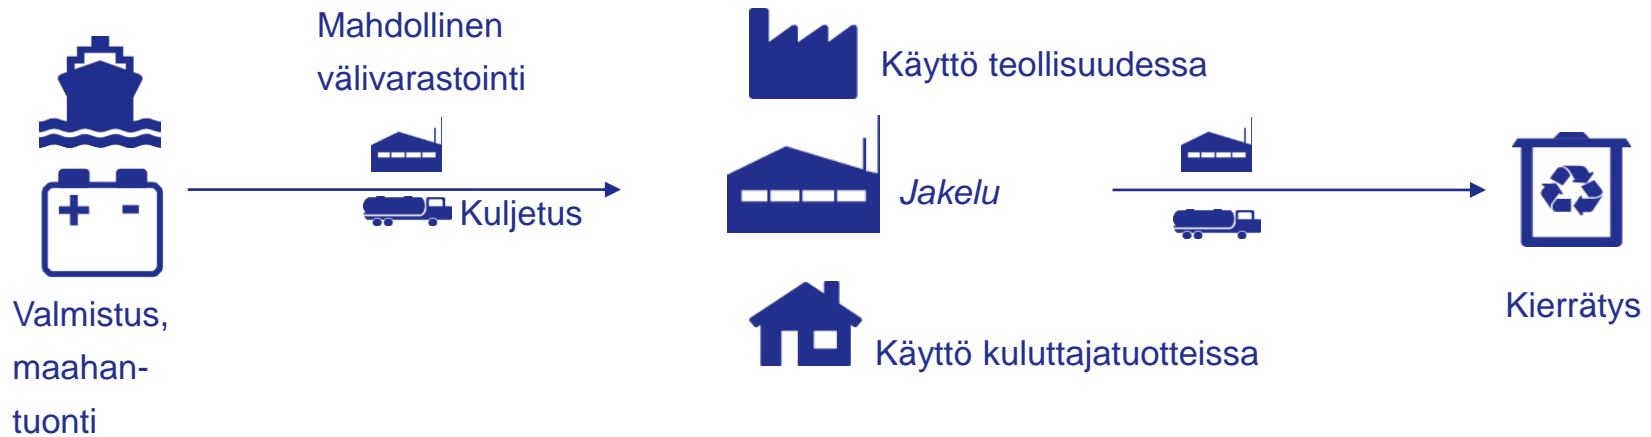 Mahdollinen
välivarastointi
Kuljetus
Valmistus,
maahan-
tuonti
Käyttö teollisuudessa
Jakelu
Käyttö kuluttajatuotteissa
Kierrätys